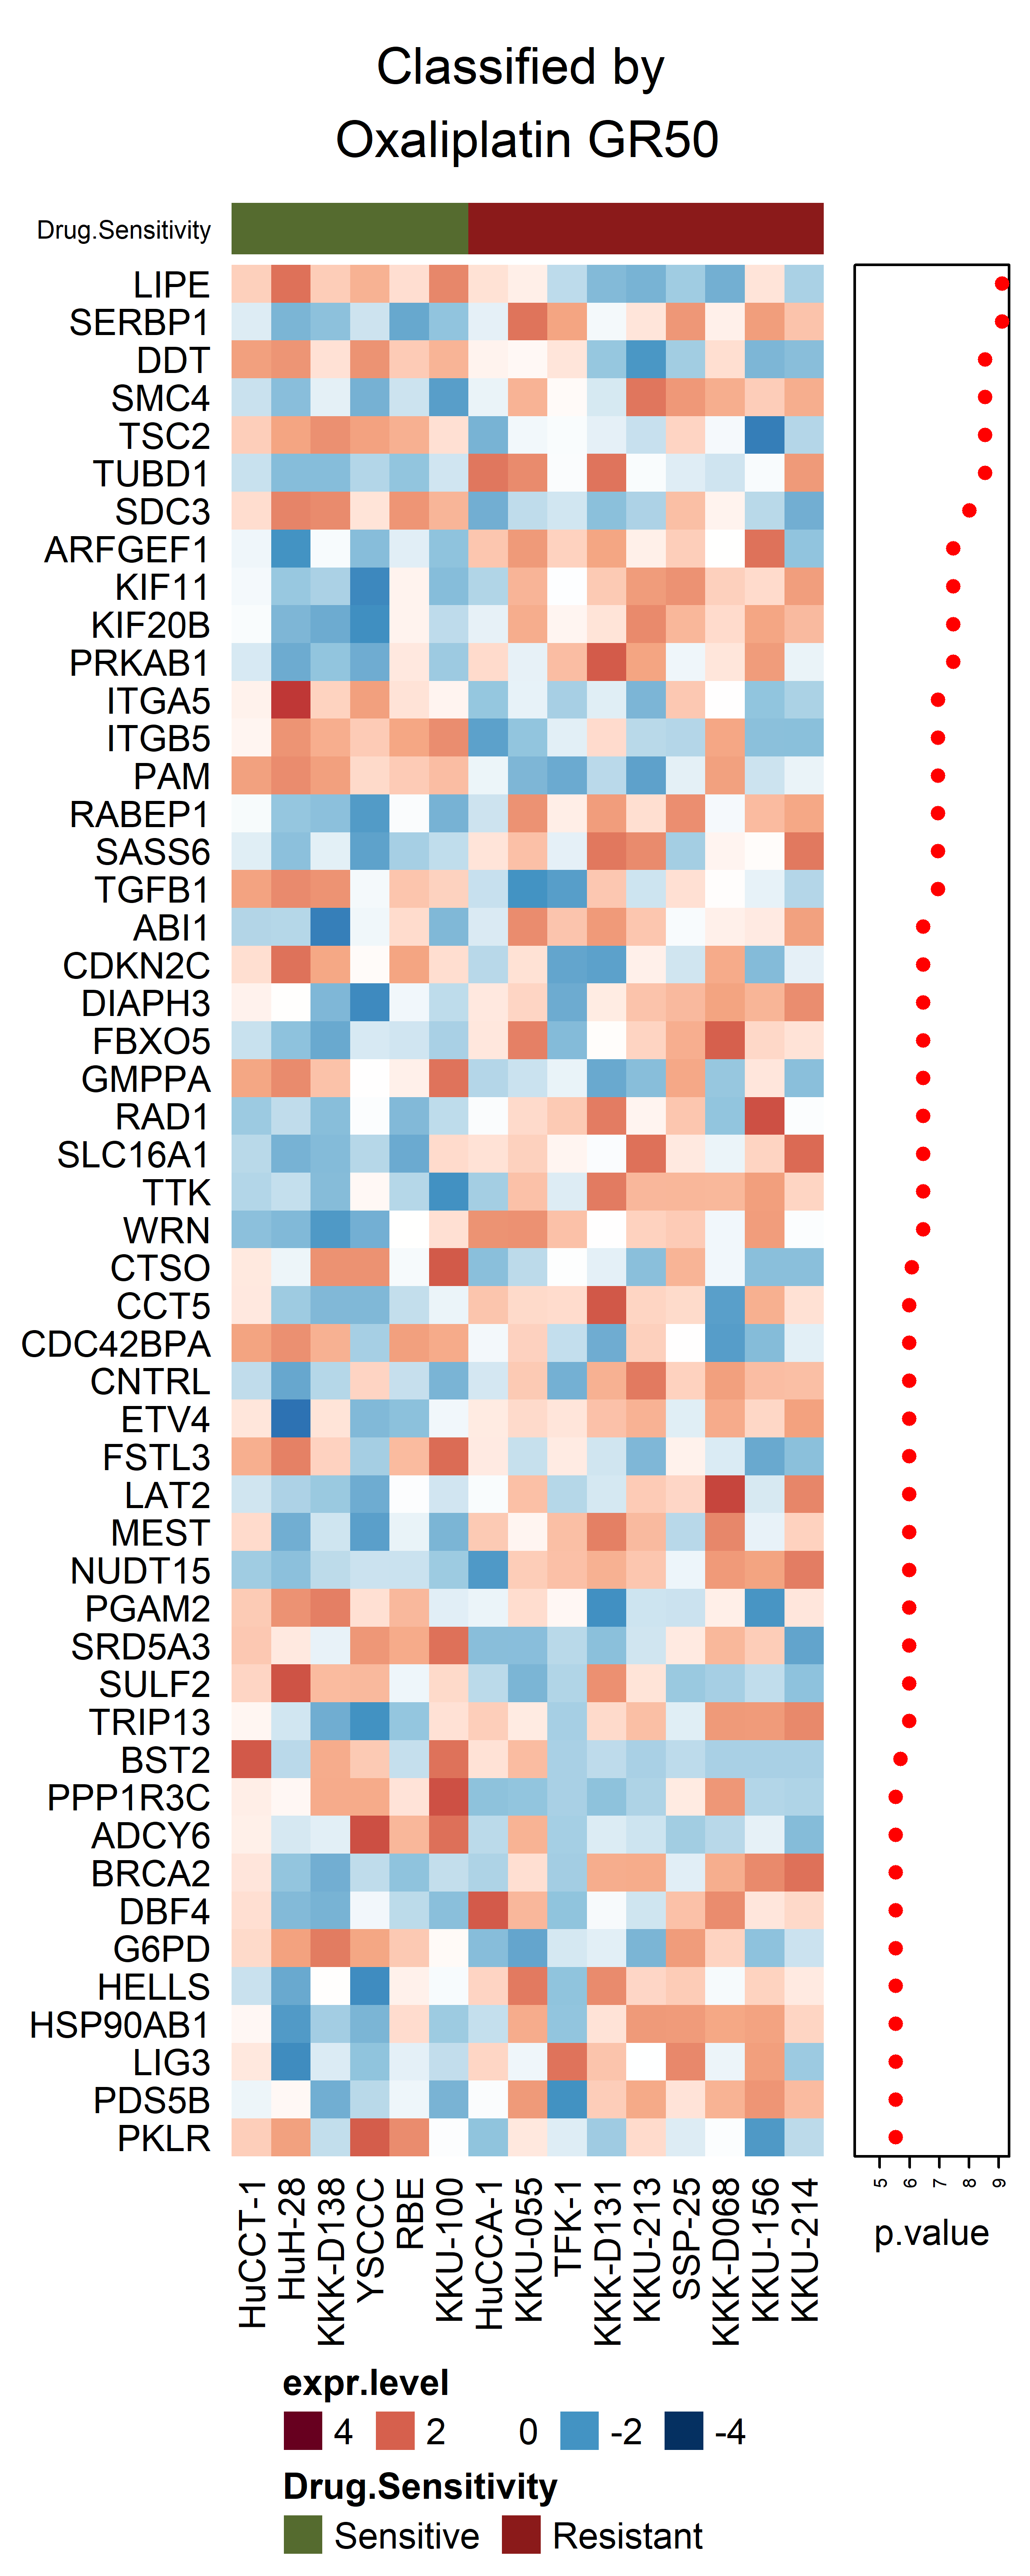 Classified by
Oxaliplatin GR50
Drug.Sensitivity
LIPE
SERBP1
DDT
SMC4
TSC2
TUBD1
SDC3
ARFGEF1
KIF11
KIF20B
PRKAB1
ITGA5
ITGB5
PAM
RABEP1
SASS6
TGFB1
ABI1
CDKN2C
DIAPH3
FBXO5
GMPPA
RAD1
SLC16A1
TTK
WRN
CTSO
CCT5
CDC42BPA
CNTRL
ETV4
FSTL3
LAT2
MEST
NUDT15
PGAM2
SRD5A3
SULF2
TRIP13
BST2
PPP1R3C
ADCY6
BRCA2
DBF4
G6PD
HELLS
HSP90AB1
LIG3
PDS5B
PKLR
HuCCT-1
HuH-28
KKK-D138
YSCCC
RBE
KKU-100
HuCCA-1
KKU-055
TFK-1
KKK-D131
KKU-213
SSP-25
KKK-D068
KKU-156
KKU-214
5 6 7 8 9
p.value
expr.level
4 2 0 -2 -4
Drug.Sensitivity
Sensitive Resistant